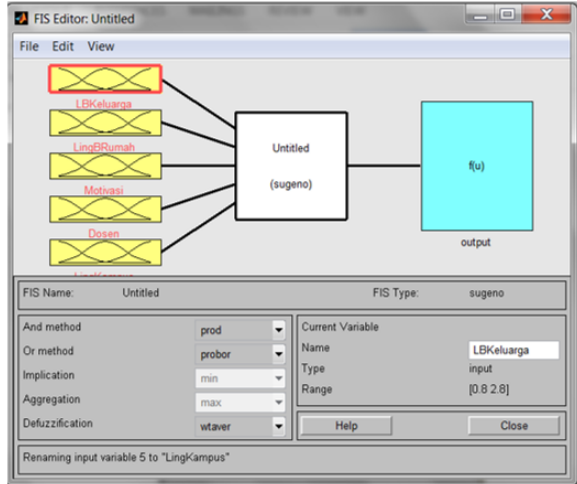 FIS Editor: Untitled
File Edit View
LBKeluarga
LingBRumah
Motivasi
Dosen
LingKampus
Untitled
(sugeno)
f(u)
output
FIS Name: Untitled FIS Type: sugeno
And method prod
Or method probor
Implication min
Aggregation max
Defuzzification wtaver
Current Variable
Name LBKeluarga
Type input
Range [0.8 2.8]
Help Close
Renaming input variable 5 to "LingKampus"